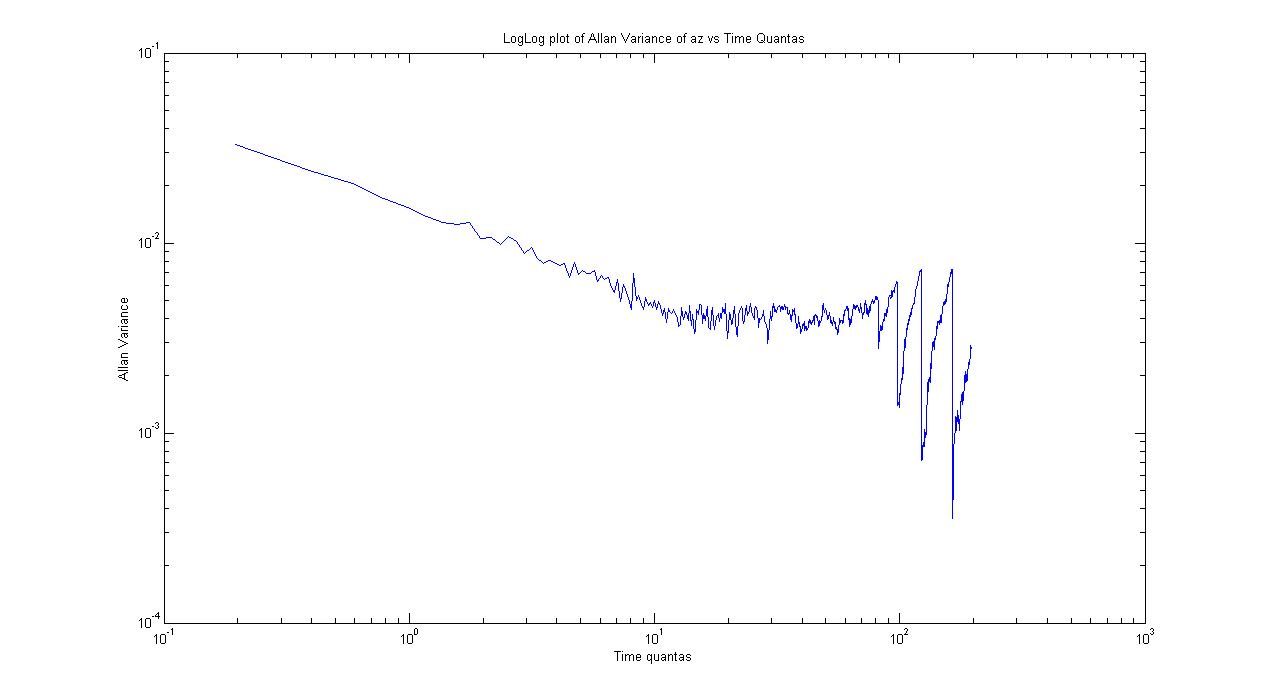 LogLog plot of Allan Variance of az vs Time Quantas
10^-1
10^-2
10^-3
10^-4
Allan Variance
10^-1 10^0 10^1 10^2 10^3
Time quantas